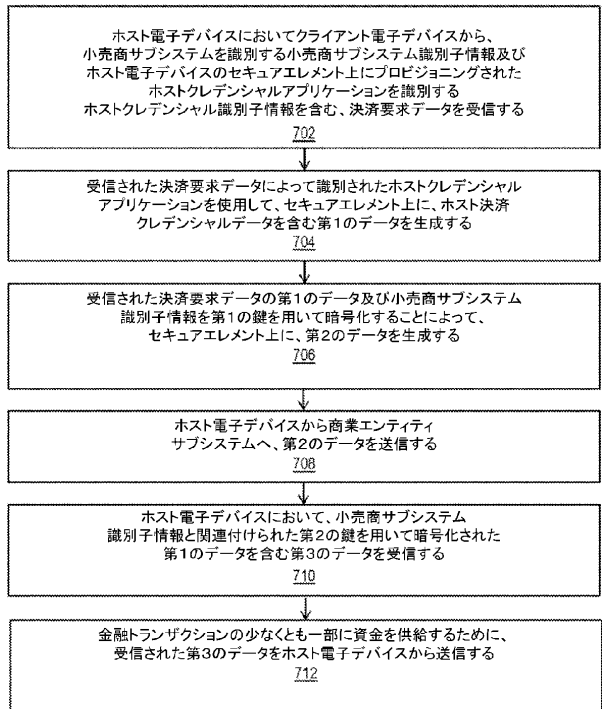 ホスト電子デバイスにおいてクライアント電子デバイスから、
小売商サブシステムを識別する小売商サブシステム識別子情報及び
ホスト電子デバイスのセキュアエレメント上にプロビジョニングされた
ホストクレデンシャルアプリケーションを識別する
ホストクレデンシャル識別子情報を含む、決済要求データを受信する
702
受信された決済要求データによって識別されたホストクレデンシャル
アプリケーションを使用して、セキュアエレメント上に、ホスト決済
クレデンシャルデータを含む第1のデータを生成する
704
受信された決済要求データの第1のデータ及び小売商サブシステム
識別子情報を第1の鍵を用いて暗号化することによって、
セキュアエレメント上に、第2のデータを生成する
706
ホスト電子デバイスから商業エンティティ
サブシステムへ、第2のデータを送信する
708
ホスト電子デバイスにおいて、小売商サブシステム
識別子情報と関連付けられた第2の鍵を用いて暗号化された
第1のデータを含む第3のデータを受信する
710
金融トランザクションの少なくとも一部に資金を供給するために、
受信された第3のデータをホスト電子デバイスから送信する
712